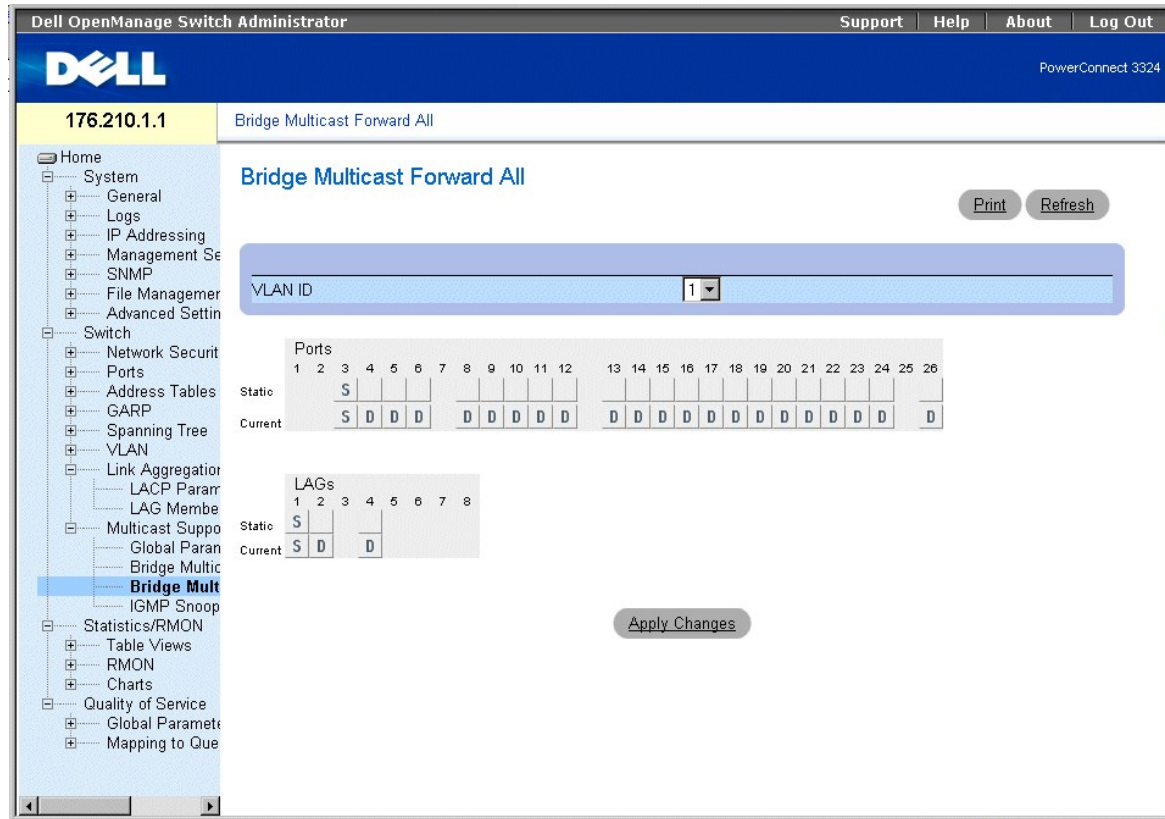 Dell OpenManage Switch Administrator
Support | Help | About | Log Out
DELL
PowerConnect 3324
176.210.1.1
Bridge Multicast Forward All
Home
System
General
Logs
IP Addressing
Management Se
SNMP
File Managemer
Advanced Settin
Switch
Network Securit
Ports
Address Tables
GARP
Spanning Tree
VLAN
Link Aggregation
LACP Param
LAG Membe
Multicast Suppo
Global Paran
Bridge Multic
Bridge Mult
IGMP Snoop
Statistics/RMON
Table Views
RMON
Charts
Quality of Service
Global Paramete
Mapping to Que
Bridge Multicast Forward All
Print Refresh
VLAN ID 1
Ports
1 2 3 4 5 6 7 8 9 10 11 12 13 14 15 16 17 18 19 20 21 22 23 24 25 26
Static S
Current S D D D D D D D D D D D D D D D D D D D D D
LAGs
1 2 3 4 5 6 7 8
Static S
Current S D D
Apply Changes